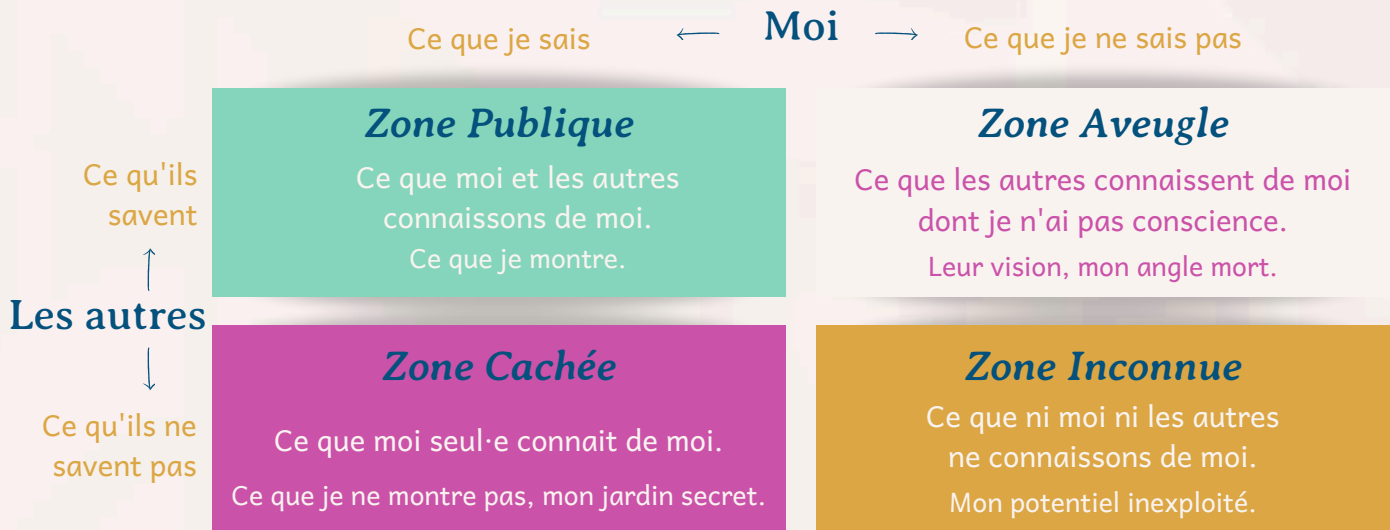 Moi
Ce que je sais
Ce que je ne sais pas
Zone Publique
Ce que moi et les autres
connaissons de moi.
Ce que je montre.
Zone Aveugle
Ce que les autres connaissent de moi
dont je n'ai pas conscience.
Leur vision, mon angle mort.
Ce qu'ils
savent
Les autres
Ce qu'ils ne
savent pas
Zone Cachée
Ce que moi seul·e connait de moi.
Ce que je ne montre pas, mon jardin secret.
Zone Inconnue
Ce que ni moi ni les autres
ne connaissons de moi.
Mon potentiel inexploité.